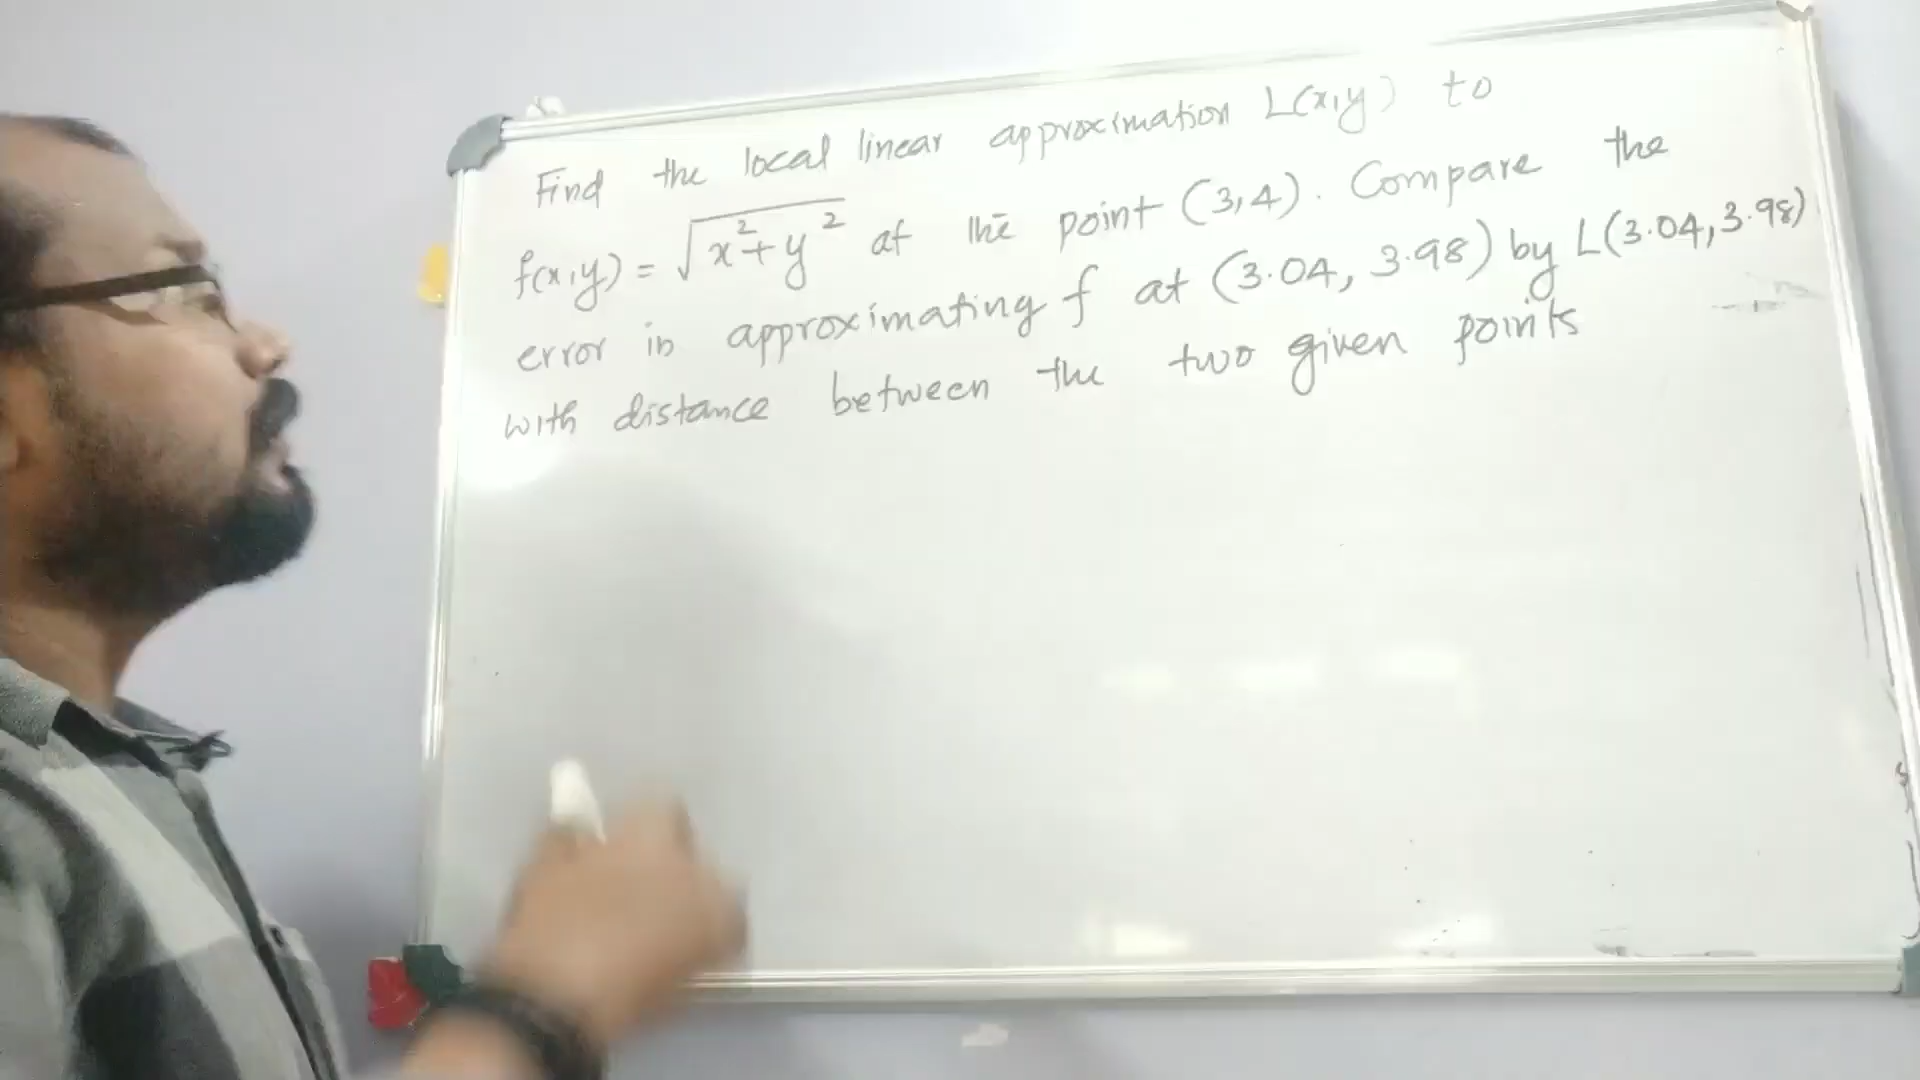 Find the local linear approximation L(x,y) to
f(x,y) = √x²+y² at the point (3,4). Compare the
error in approximating f at (3.04, 3.98) by L(3.04,3.98)
with distance between the two given points